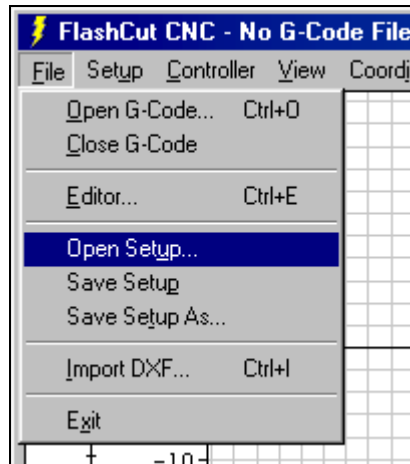 FlashCut CNC - No G-Code File
File Setup Controller View Coordi
Open G-Code... Ctrl+O
Close G-Code
Editor... Ctrl+E
Open Setup...
Save Setup
Save Setup As...
Import DXF... Ctrl+I
Exit
-10